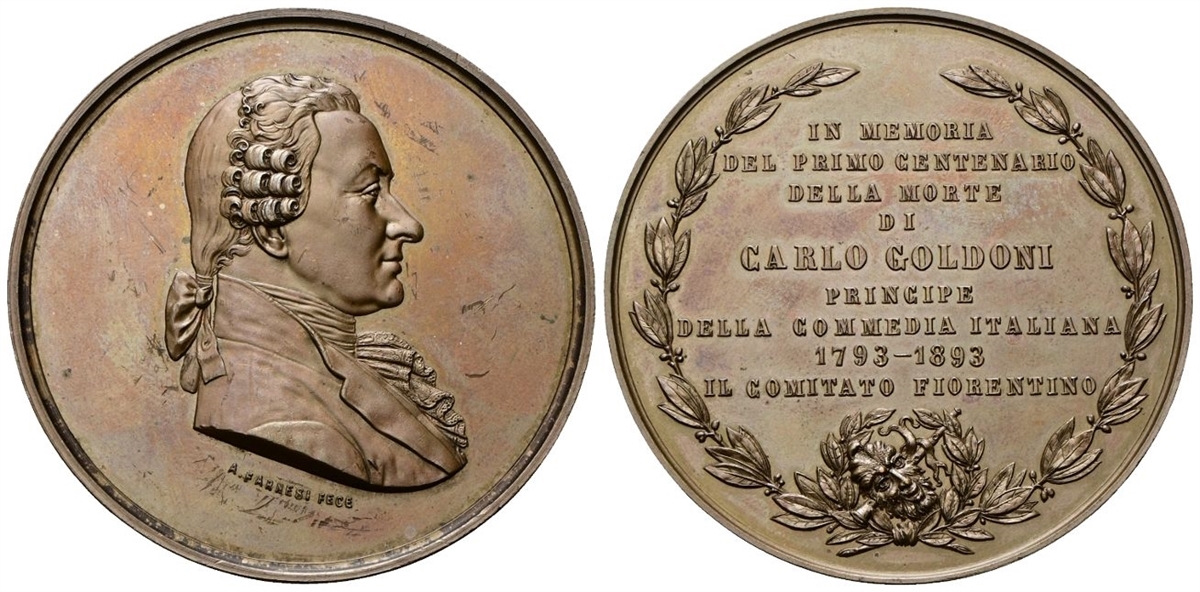 A. FARNESI FECE
IN MEMORIA
DEL PRIMO CENTENARIO
DELLA MORTE
DI
CARLO GOLDONI
PRINCIPE
DELLA COMMEDIA ITALIANA
1793-1893
IL COMITATO FIORENTINO